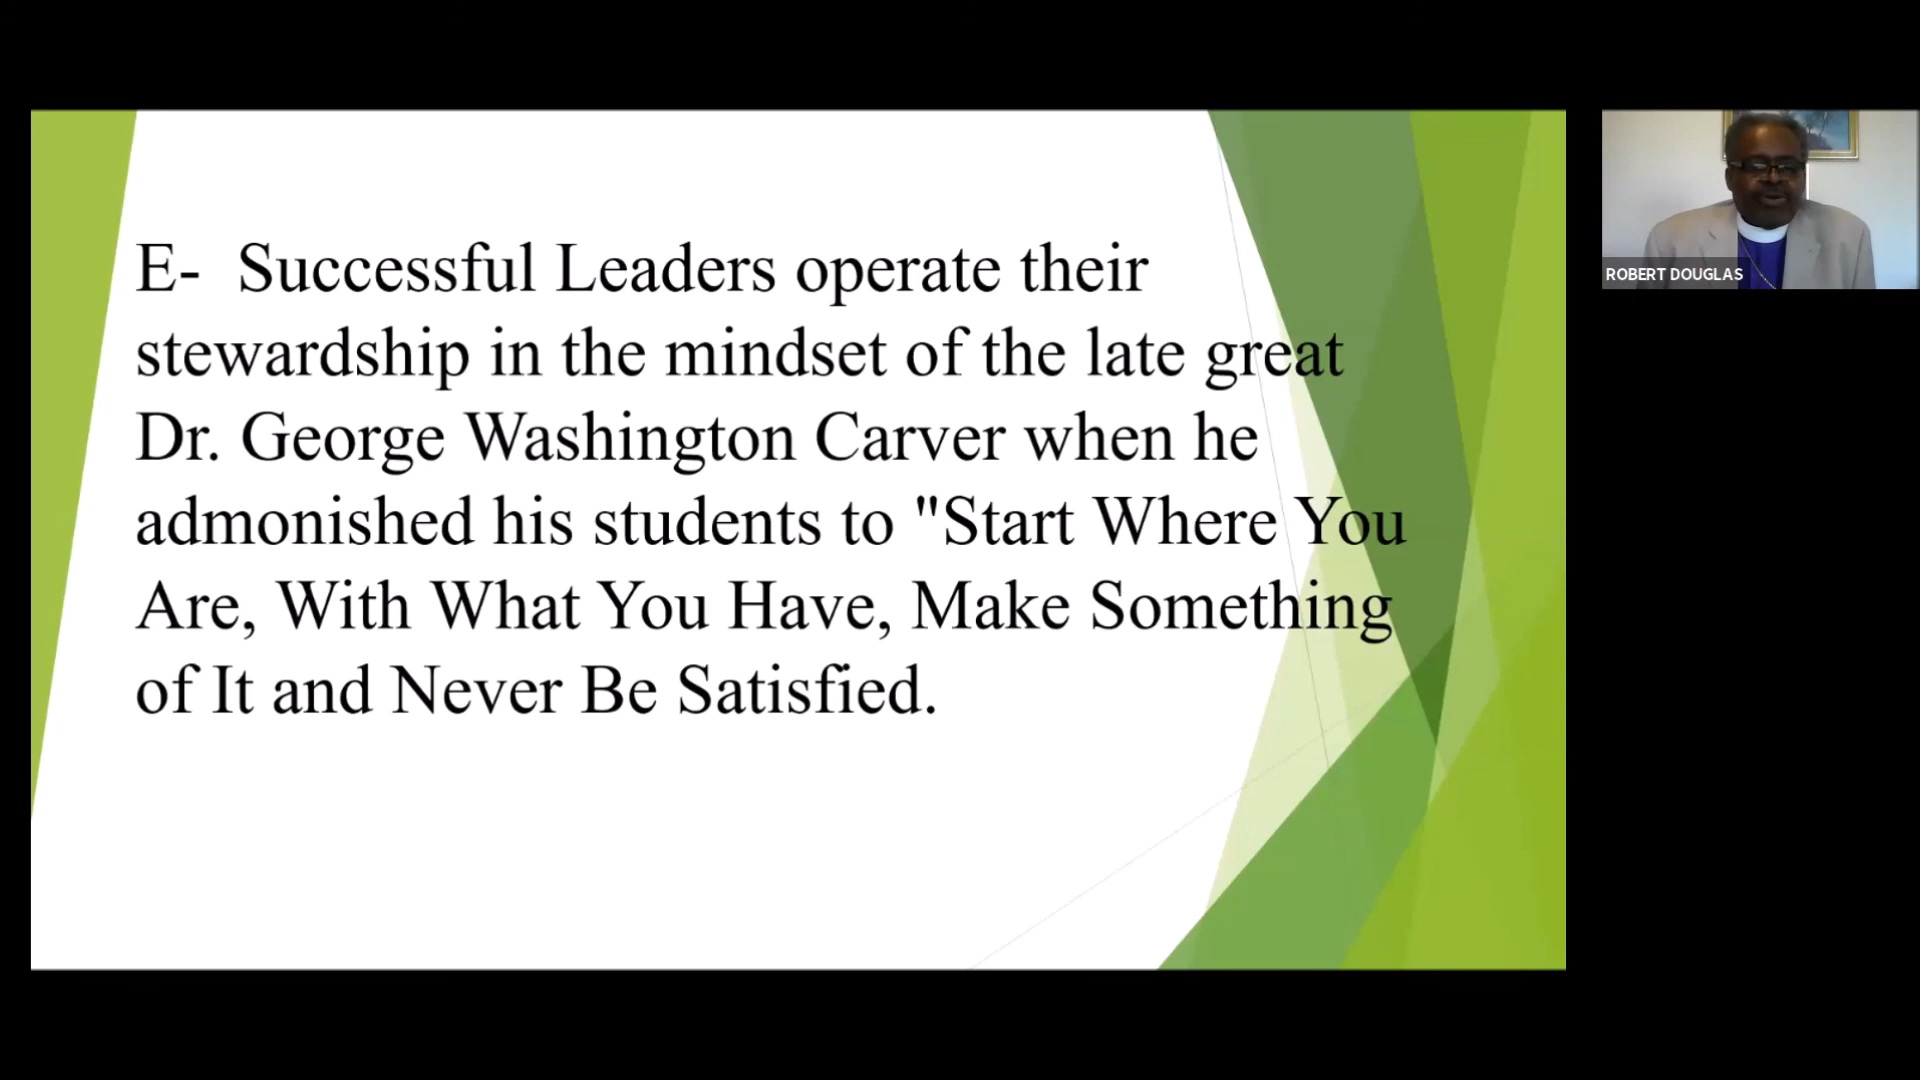 E-  Successful Leaders operate their
stewardship in the mindset of the late great
Dr. George Washington Carver when he
admonished his students to "Start Where You
Are, With What You Have, Make Something
of It and Never Be Satisfied.
ROBERT DOUGLAS